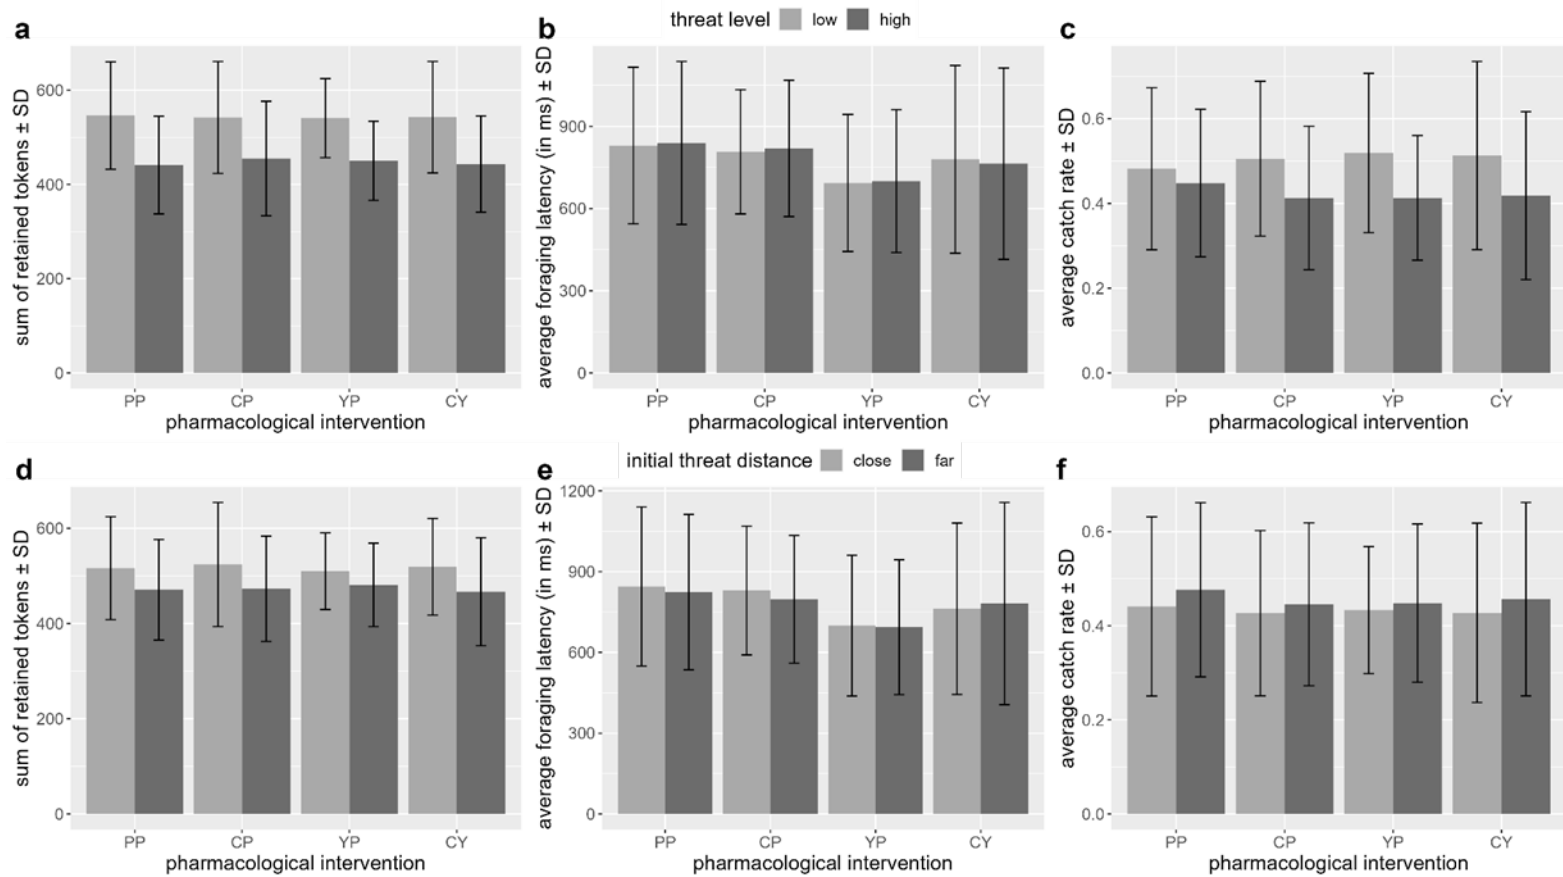 a
b
threat level low high
c
sum of retained tokens ± SD
600
400
200
0
PP CP YP CY
pharmacological intervention
average foraging latency (in ms) ± SD
900
600
300
0
PP CP YP CY
pharmacological intervention
average catch rate ± SD
0.6
0.4
0.2
0.0
PP CP YP CY
pharmacological intervention
d
initial threat distance close far
e
f
sum of retained tokens ± SD
600
400
200
0
PP CP YP CY
pharmacological intervention
average foraging latency (in ms) ± SD
1200
900
600
300
0
PP CP YP CY
pharmacological intervention
average catch rate ± SD
0.6
0.4
0.2
0.0
PP CP YP CY
pharmacological intervention